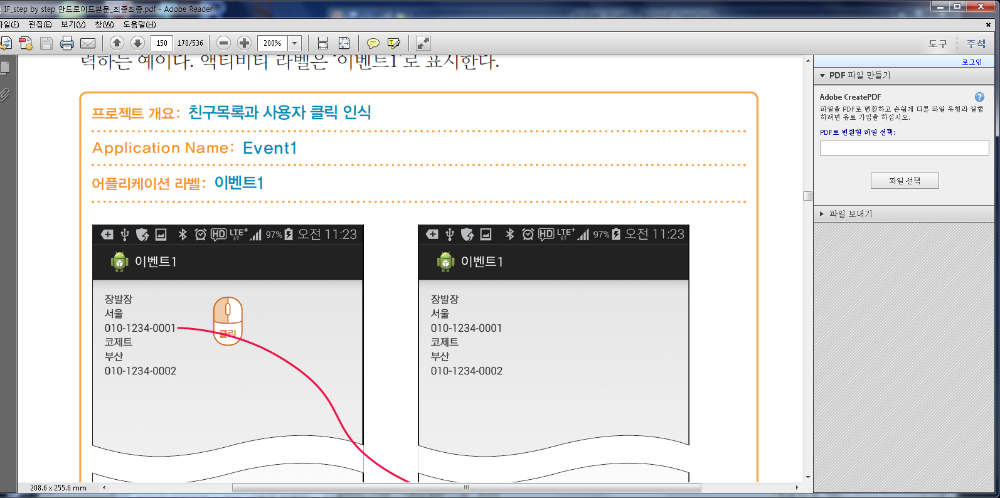 IF_step by step 안드로이드본문_최종최종.pdf - Adobe Reader
파일(F) 편집(E) 보기(V) 창(W) 도움말(H)
150 170/536 200% 도구 주석
력하는 예이다. 액티비티 라벨은 '이벤트1'로 표시한다.
프로젝트 개요: 친구목록과 사용자 클릭 인식
Application Name: Event1
어플리케이션 라벨: 이벤트1
HD LTE+ 97% 오전 11:23
이벤트1
장발장
서울
010-1234-0001
코제트
부산
010-1234-0002
클릭
HD LTE+ 97% 오전 11:23
이벤트1
장발장
서울
010-1234-0001
코제트
부산
010-1234-0002
208.6 x 255.6 mm
로그인
PDF 파일 만들기
Adobe CreatePDF
파일을 PDF로 변환하고 손쉽게 다른 파일 유형과 결합
하려면 유료 가입을 하십시오.
PDF로 변환할 파일 선택:
파일 선택
파일 보내기